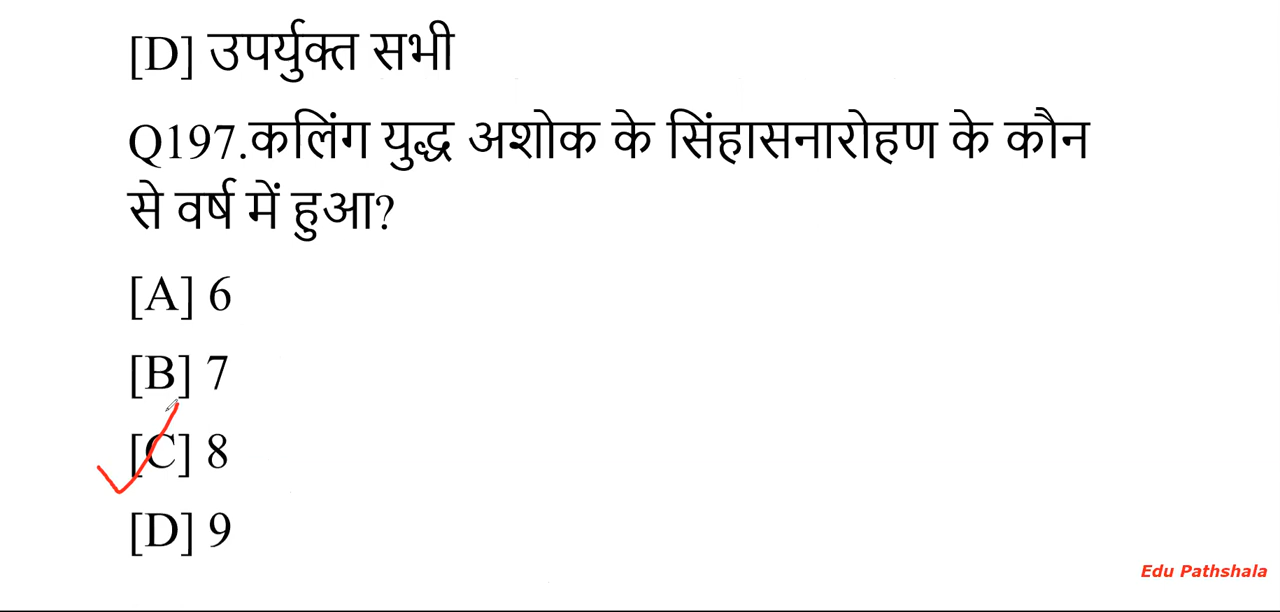 [D] उपर्युक्त सभी
Q197.कलिंग युद्ध अशोक के सिंहासनारोहण के कौन
से वर्ष में हुआ?
[A] 6
[B] 7
[C] 8
[D] 9
Edu Pathshala